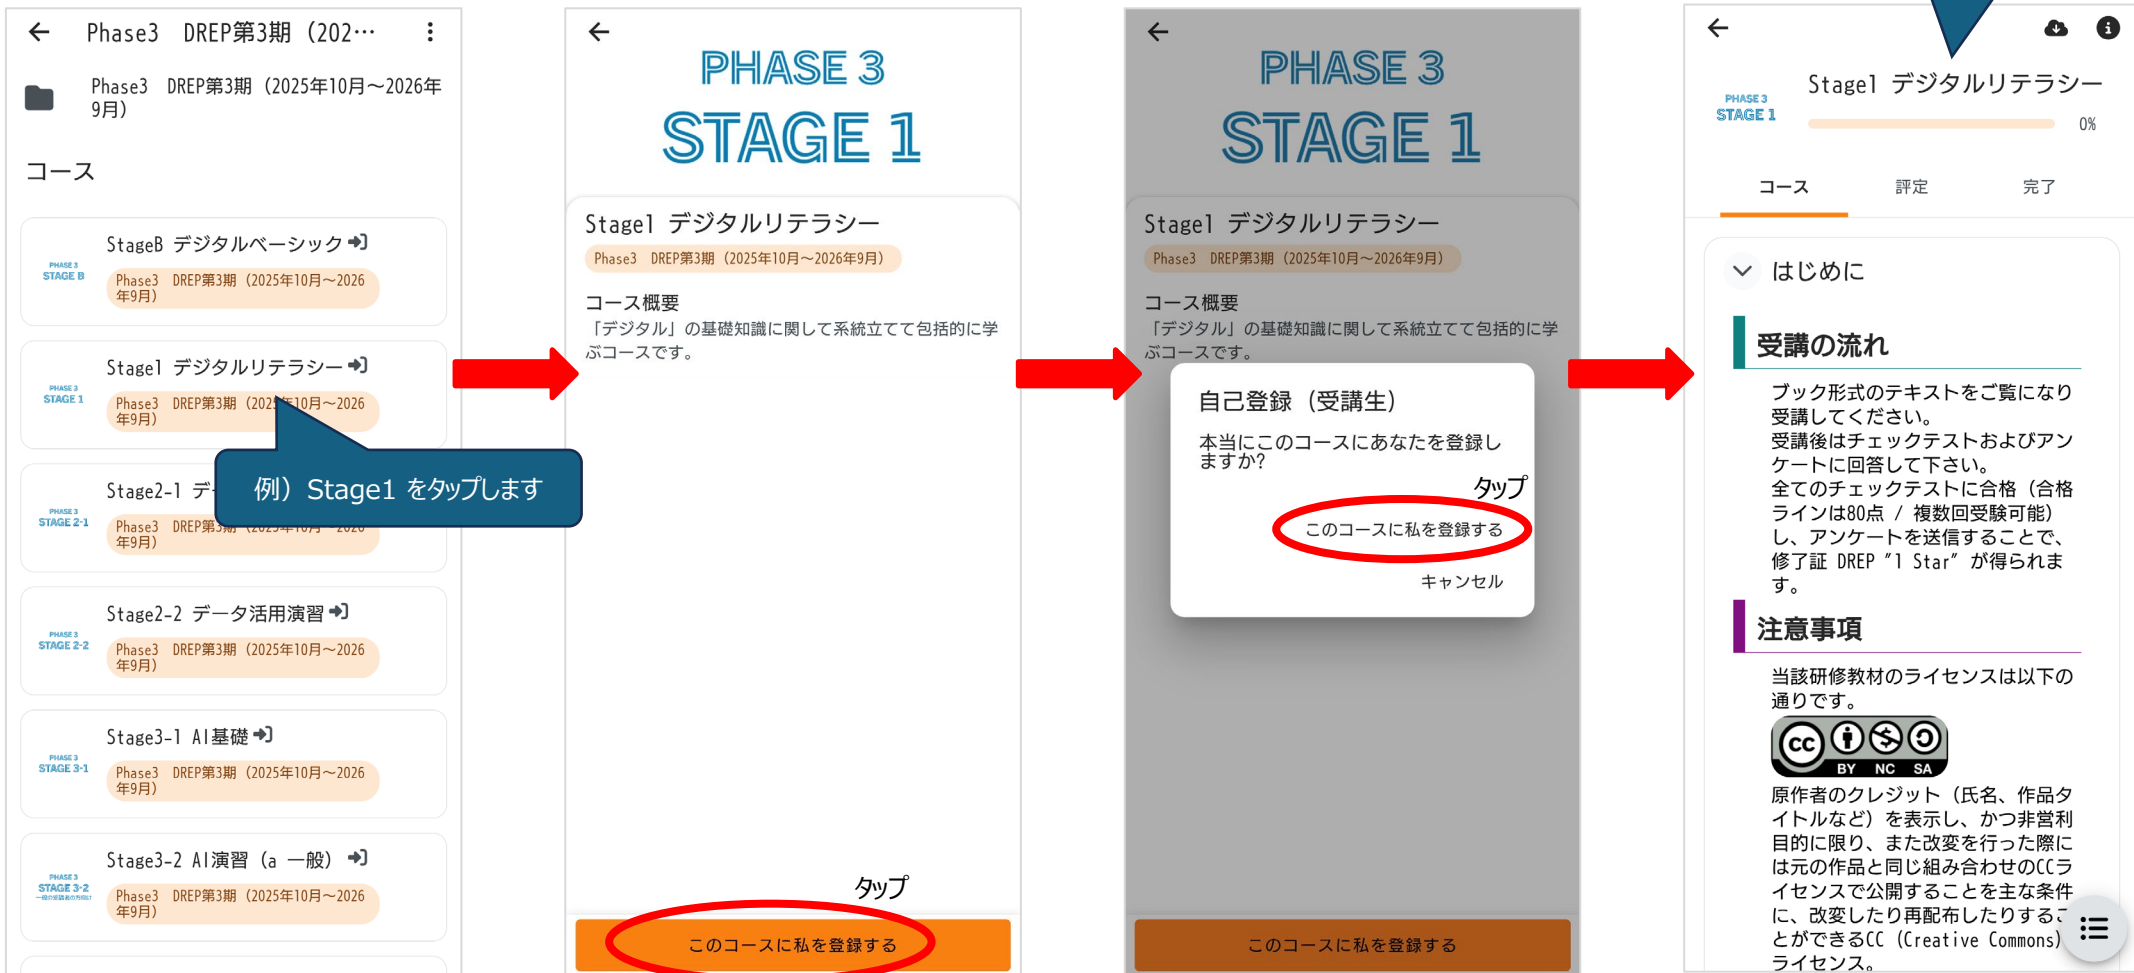 Phase3 DREP第3期（202…
Phase3 DREP第3期（2025年10月～2026年
9月）
コース
PHASE 3
STAGE B
StageB デジタルベーシック
Phase3 DREP第3期（2025年10月～2026
年9月）
PHASE 3
STAGE 1
Stage1 デジタルリテラシー
Phase3 DREP第3期（2025年10月～2026
年9月）
例）Stage1 をタップします
PHASE 3
STAGE 2-1
Stage2-1 デ
Phase3 DREP第3期（2025年10月～2026
年9月）
PHASE 3
STAGE 2-2
Stage2-2 データ活用演習
Phase3 DREP第3期（2025年10月～2026
年9月）
PHASE 3
STAGE 3-1
Stage3-1 AI基礎
Phase3 DREP第3期（2025年10月～2026
年9月）
PHASE 3
STAGE 3-2
Stage3-2 AI演習（a 一般）
Phase3 DREP第3期（2025年10月～2026
年9月）
PHASE 3
STAGE 1
Stage1 デジタルリテラシー
Phase3 DREP第3期（2025年10月～2026年9月）
コース概要
「デジタル」の基礎知識に関して系統立てて包括的に学
ぶコースです。
タップ
このコースに私を登録する
PHASE 3
STAGE 1
Stage1 デジタルリテラシー
Phase3 DREP第3期（2025年10月～2026年9月）
コース概要
「デジタル」の基礎知識に関して系統立てて包括的に学
ぶコースです。
自己登録（受講生）
本当にこのコースにあなたを登録し
ますか?
タップ
このコースに私を登録する
キャンセル
このコースに私を登録する
PHASE 3
STAGE 1
Stage1 デジタルリテラシー
0%
コース 評定 完了
はじめに
受講の流れ
ブック形式のテキストをご覧になり
受講してください。
受講後はチェックテストおよびアン
ケートに回答して下さい。
全てのチェックテストに合格（合格
ラインは80点 / 複数回受験可能）
し、アンケートを送信することで、
修了証 DREP "1 Star" が得られま
す。
注意事項
当該研修教材のライセンスは以下の
通りです。
cc
BY NC SA
原作者のクレジット（氏名、作品タ
イトルなど）を表示し、かつ非営利
目的に限り、また改変を行った際に
は元の作品と同じ組み合わせのCCラ
イセンスで公開することを主な条件
に、改変したり再配布したりするこ
とができるCC（Creative Commons）
ライセンス。